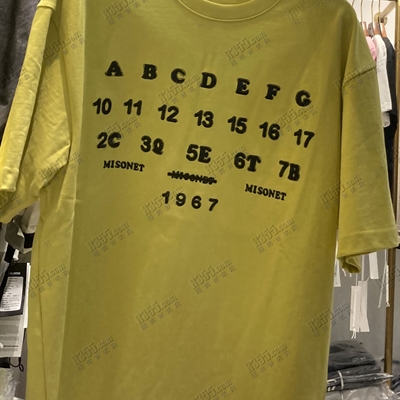 A B C D E F G
10 11 12 13 15 16 17
2C 3Q 5E 6T 7B
MISONET MISONET MISONET
1967